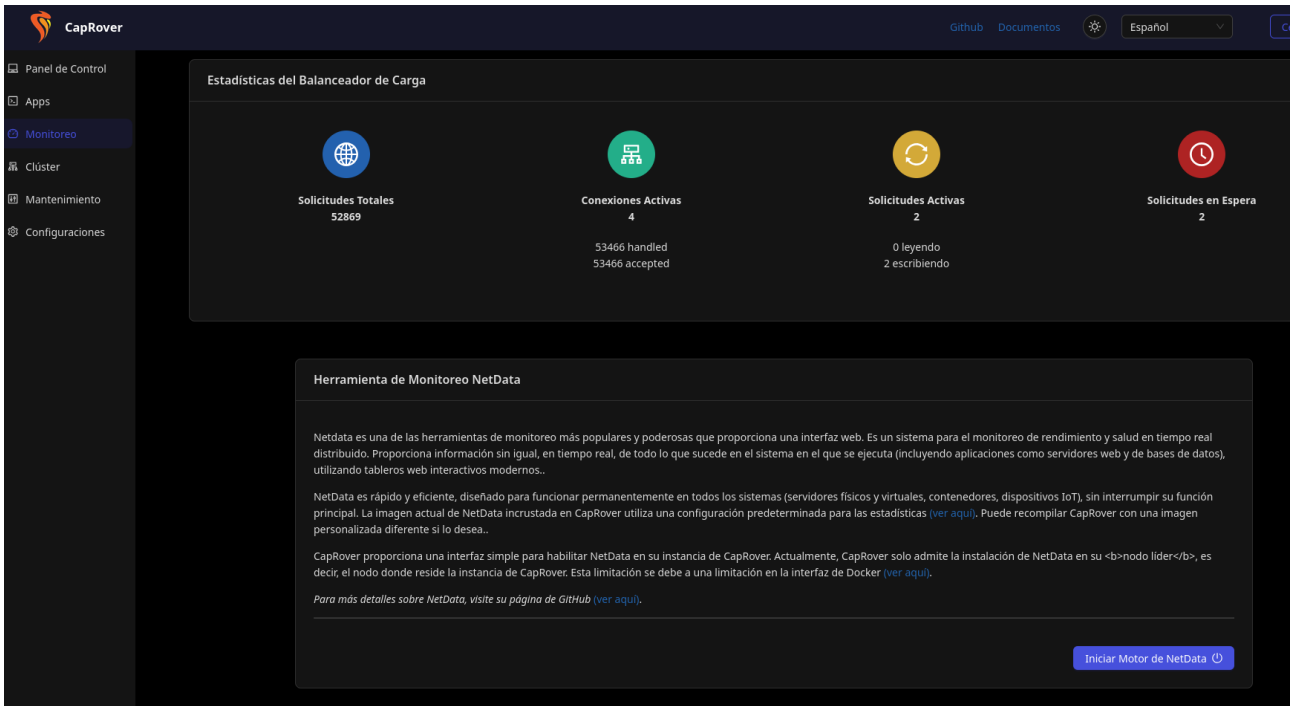 CapRover
Github Documentos Español
Panel de Control
Apps
Monitoreo
Clúster
Mantenimiento
Configuraciones
Estadísticas del Balanceador de Carga
Solicitudes Totales
52869
Conexiones Activas
4
53466 handled
53466 accepted
Solicitudes Activas
2
0 leyendo
2 escribiendo
Solicitudes en Espera
2
Herramienta de Monitoreo NetData
Netdata es una de las herramientas de monitoreo más populares y poderosas que proporciona una interfaz web. Es un sistema para el monitoreo de rendimiento y salud en tiempo real
distribuido. Proporciona información sin igual, en tiempo real, de todo lo que sucede en el sistema en el que se ejecuta (incluyendo aplicaciones como servidores web y de bases de datos),
utilizando tableros web interactivos modernos..
NetData es rápido y eficiente, diseñado para funcionar permanentemente en todos los sistemas (servidores físicos y virtuales, contenedores, dispositivos IoT), sin interrumpir su función
principal. La imagen actual de NetData incrustada en CapRover utiliza una configuración predeterminada para las estadísticas (ver aquí). Puede recompilar CapRover con una imagen
personalizada diferente si lo desea..
CapRover proporciona una interfaz simple para habilitar NetData en su instancia de CapRover. Actualmente, CapRover solo admite la instalación de NetData en su <b>nodo líder</b>, es
decir, el nodo donde reside la instancia de CapRover. Esta limitación se debe a una limitación en la interfaz de Docker (ver aquí).
Para más detalles sobre NetData, visite su página de GitHub (ver aquí).
Iniciar Motor de NetData